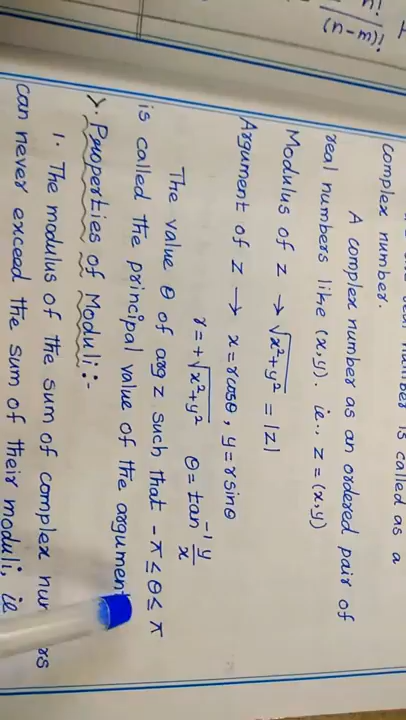 (n-m)!
is called as a
complex number.
A complex number as an ordered pair of
real numbers like (x,y). ie., z = (x,y)
Modulus of z → √x²+y² = |z|
Argument of z → x = r cosθ, y = r sinθ
r = +√x²+y² θ = tan⁻¹ y/x
The value θ of arg z such that -π ≤ θ ≤ π
is called the principal value of the argument
Properties of Moduli:-
1. The modulus of the sum of complex
can never exceed the sum of their moduli, ie